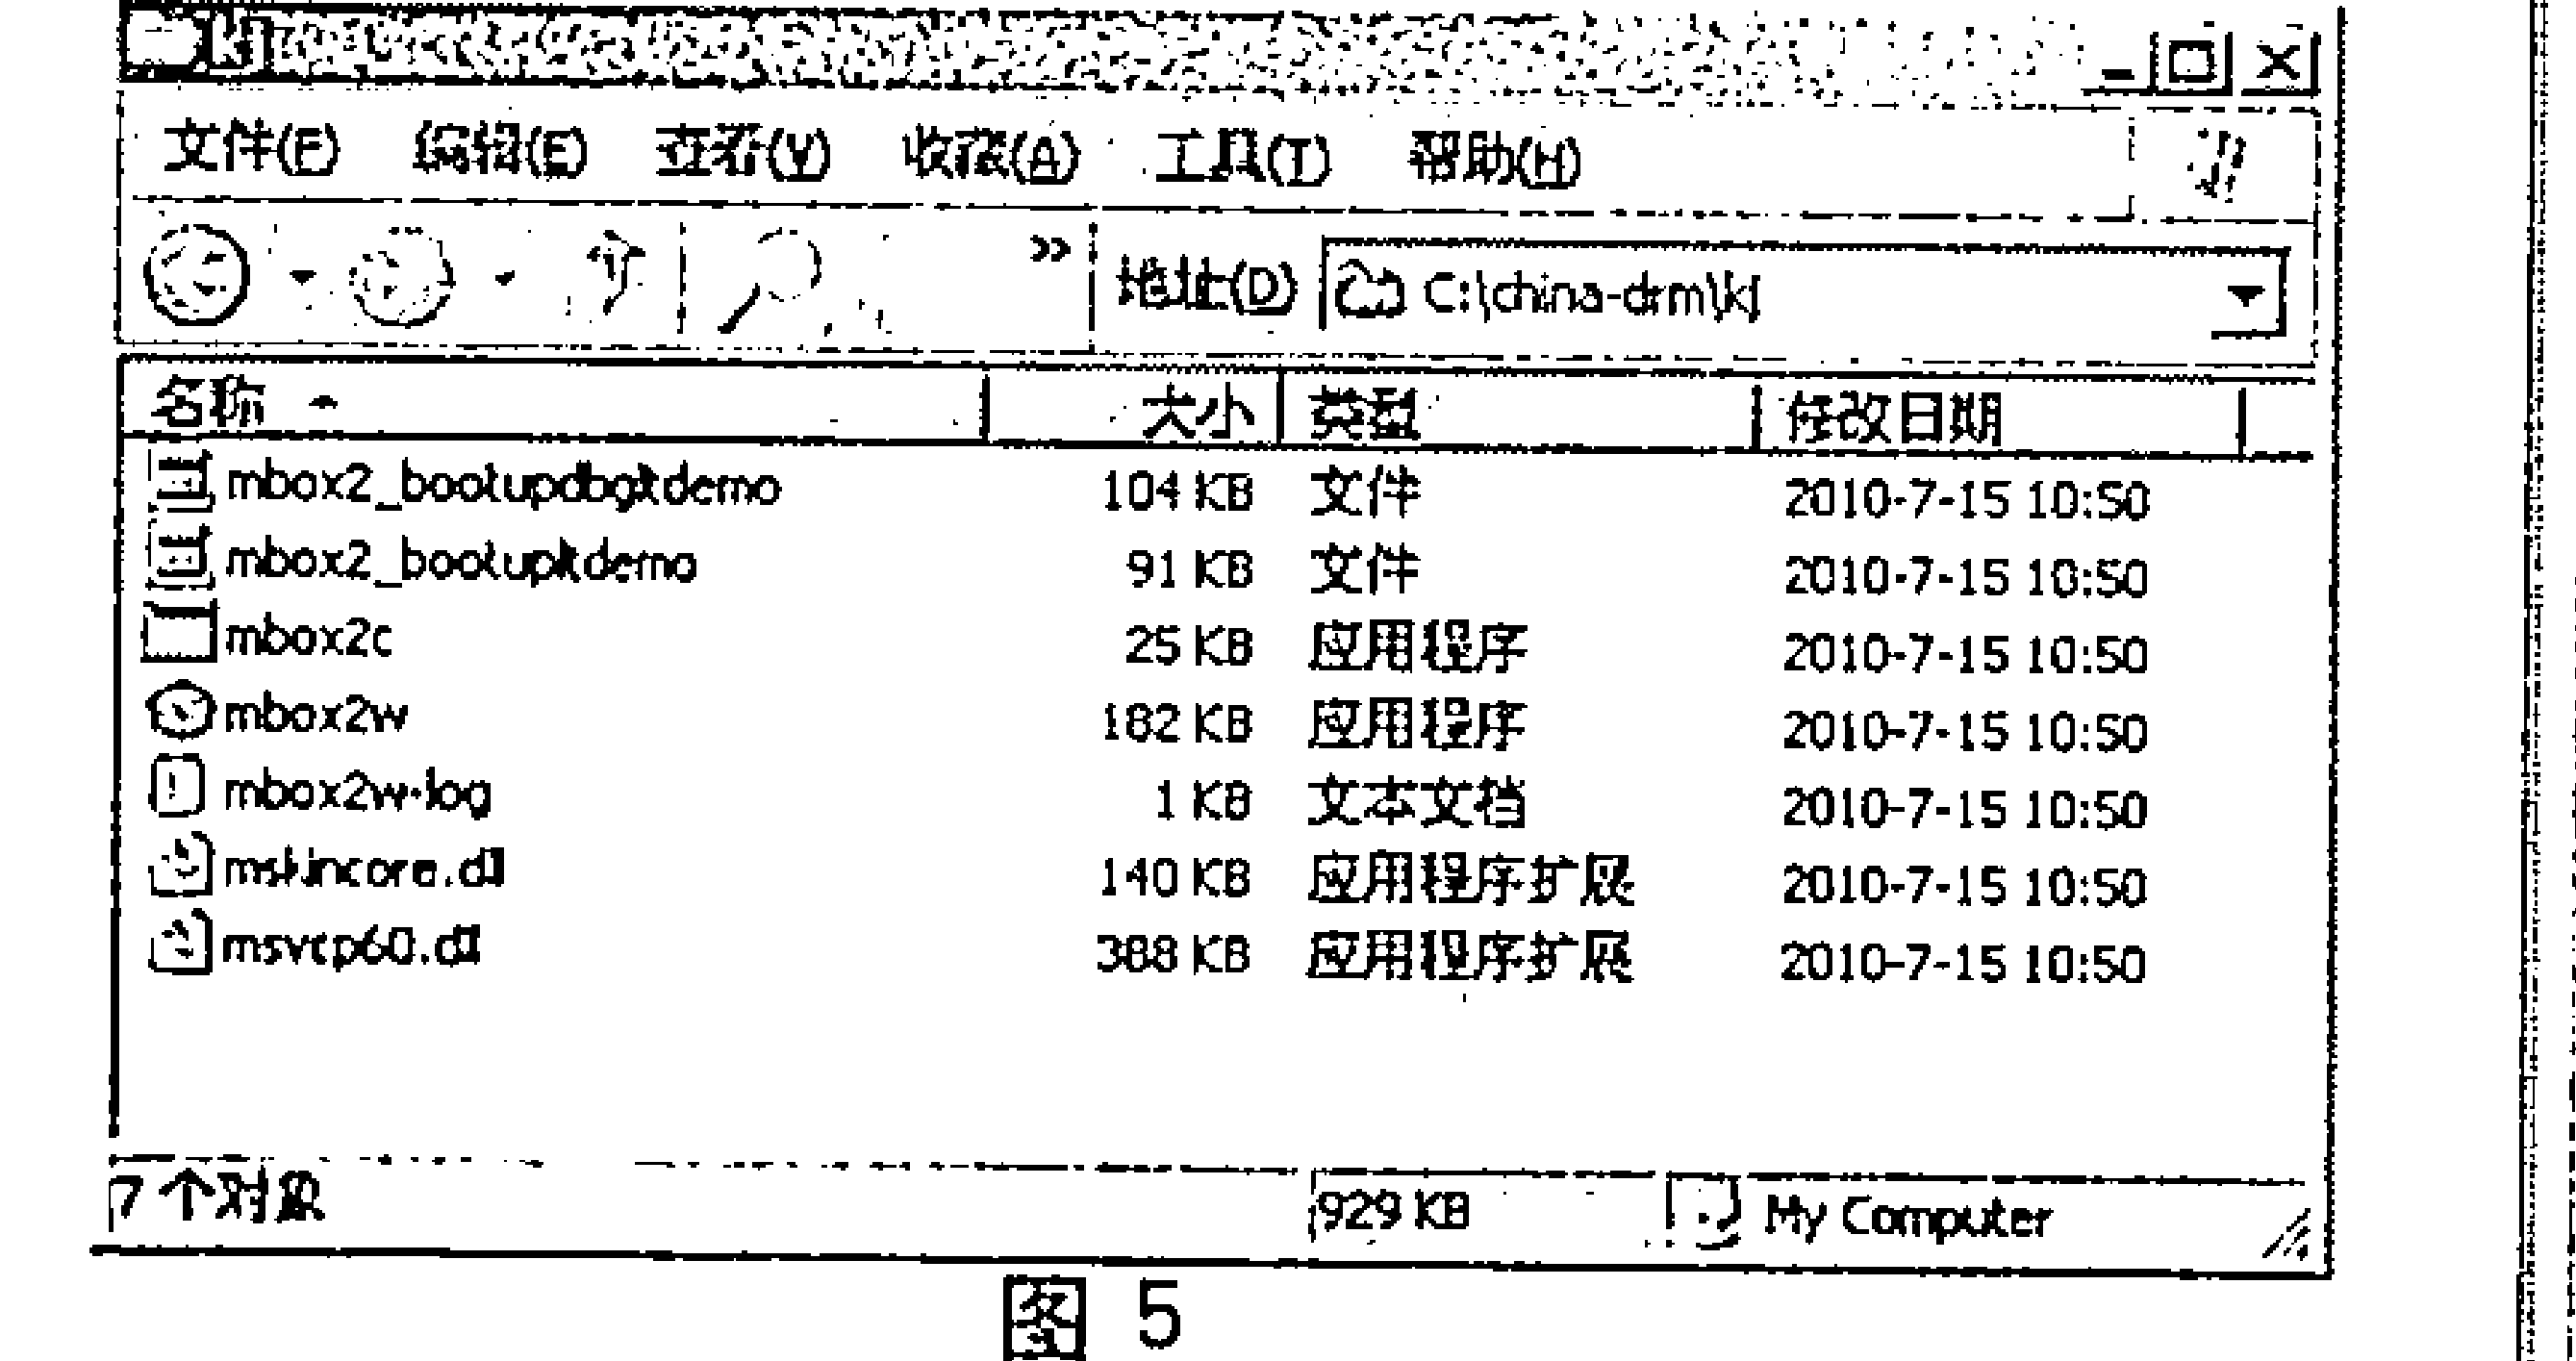 kj
文件(F) 编辑(E) 查看(V) 收藏(A) 工具(T) 帮助(H)
» 地址(D) C:\china-drm\kj
名称 大小 类型 修改日期
mbox2_bootupdbgltdemo 104 KB 文件 2010-7-15 10:50
mbox2_bootupltdemo 91 KB 文件 2010-7-15 10:50
mbox2c 25 KB 应用程序 2010-7-15 10:50
mbox2w 182 KB 应用程序 2010-7-15 10:50
mbox2w-log 1 KB 文本文档 2010-7-15 10:50
mskincore.dll 140 KB 应用程序扩展 2010-7-15 10:50
msvcp60.dll 388 KB 应用程序扩展 2010-7-15 10:50
7 个对象 929 KB My Computer
图 5